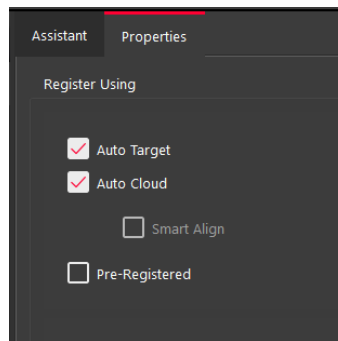 Assistant Properties
Register Using
Auto Target
Auto Cloud
Smart Align
Pre-Registered